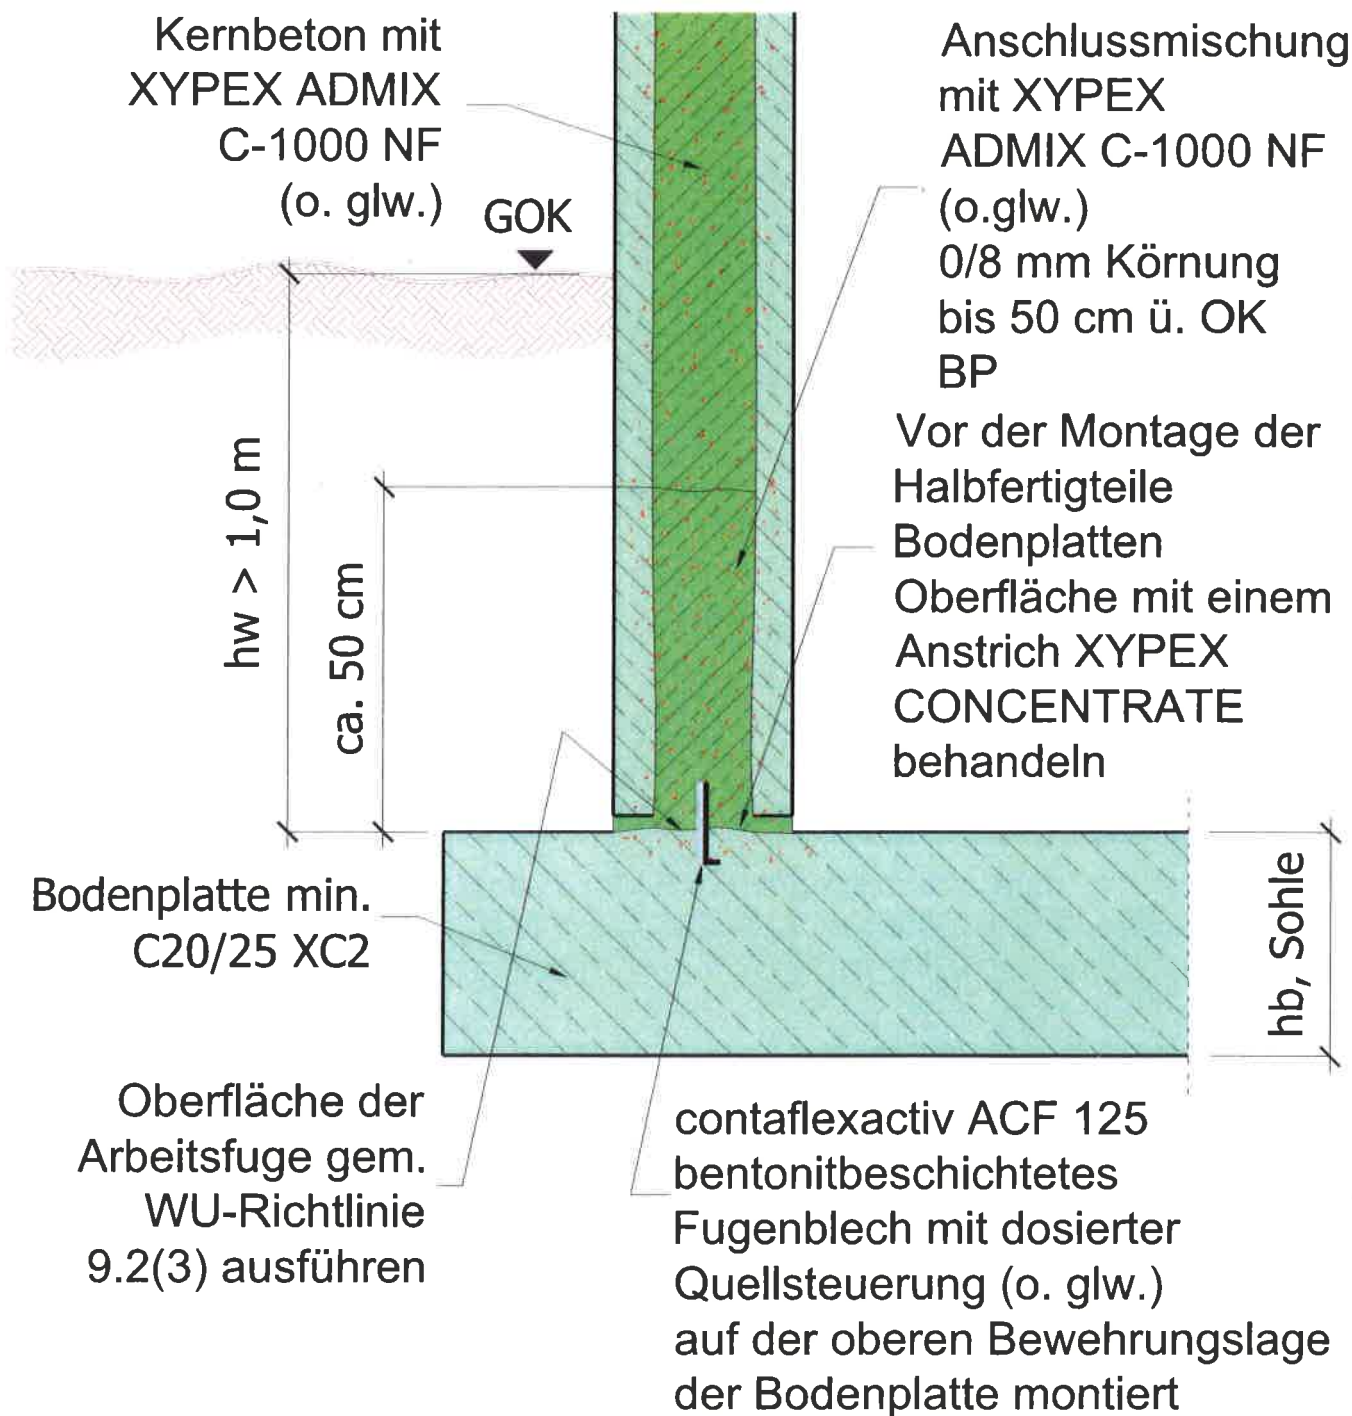 Kernbeton mit
XYPEX ADMIX
C-1000 NF
(o. glw.)
GOK
Anschlussmischung
mit XYPEX
ADMIX C-1000 NF
(o.glw.)
0/8 mm Körnung
bis 50 cm ü. OK
BP
Vor der Montage der
Halbfertigteile
Bodenplatten
Oberfläche mit einem
Anstrich XYPEX
CONCENTRATE
behandeln
hw > 1,0 m
ca. 50 cm
Bodenplatte min.
C20/25 XC2
hb, Sohle
Oberfläche der
Arbeitsfuge gem.
WU-Richtlinie
9.2(3) ausführen
contaflexactiv ACF 125
bentonitbeschichtetes
Fugenblech mit dosierter
Quellsteuerung (o. glw.)
auf der oberen Bewehrungslage
der Bodenplatte montiert